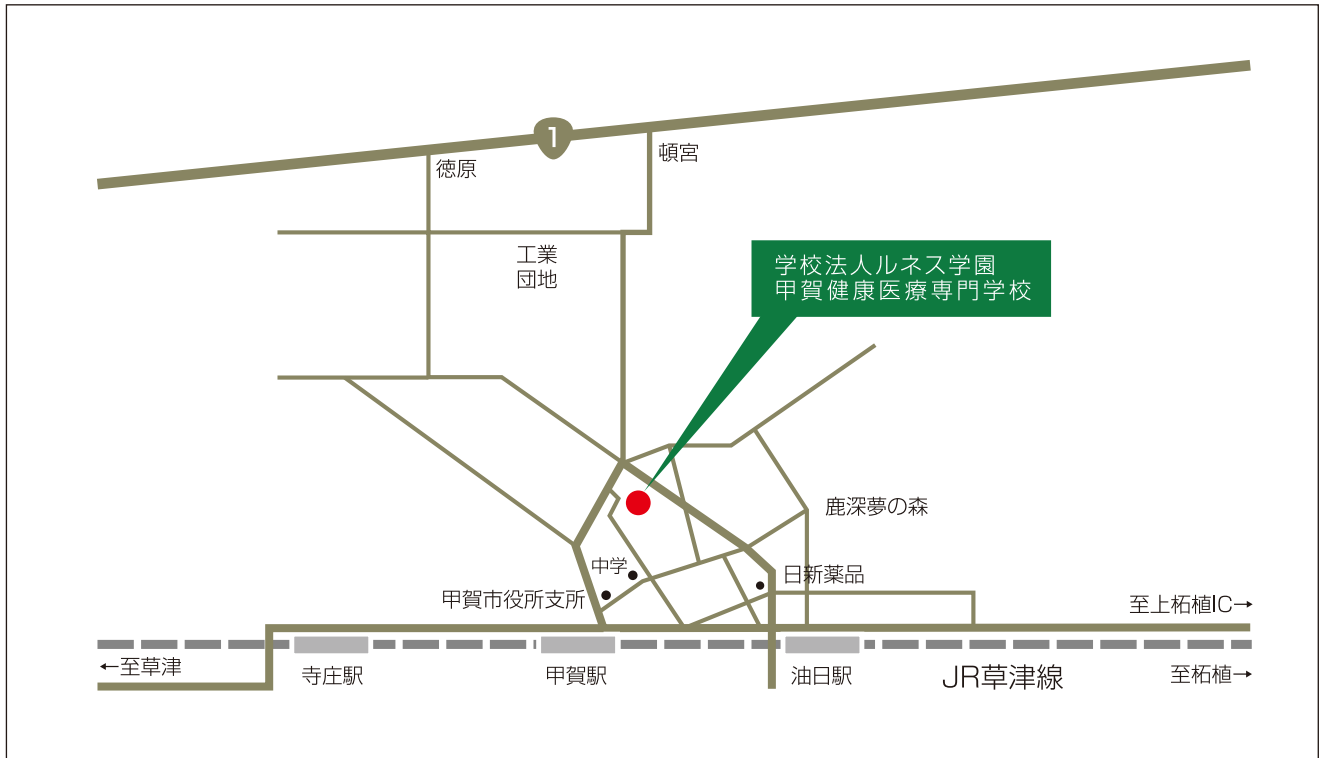 1
徳原
頓宮
工業
団地
学校法人ルネス学園
甲賀健康医療専門学校
鹿深夢の森
中学
日新薬品
甲賀市役所支所
至上柘植IC→
←至草津
寺庄駅
甲賀駅
油日駅
JR草津線
至柘植→